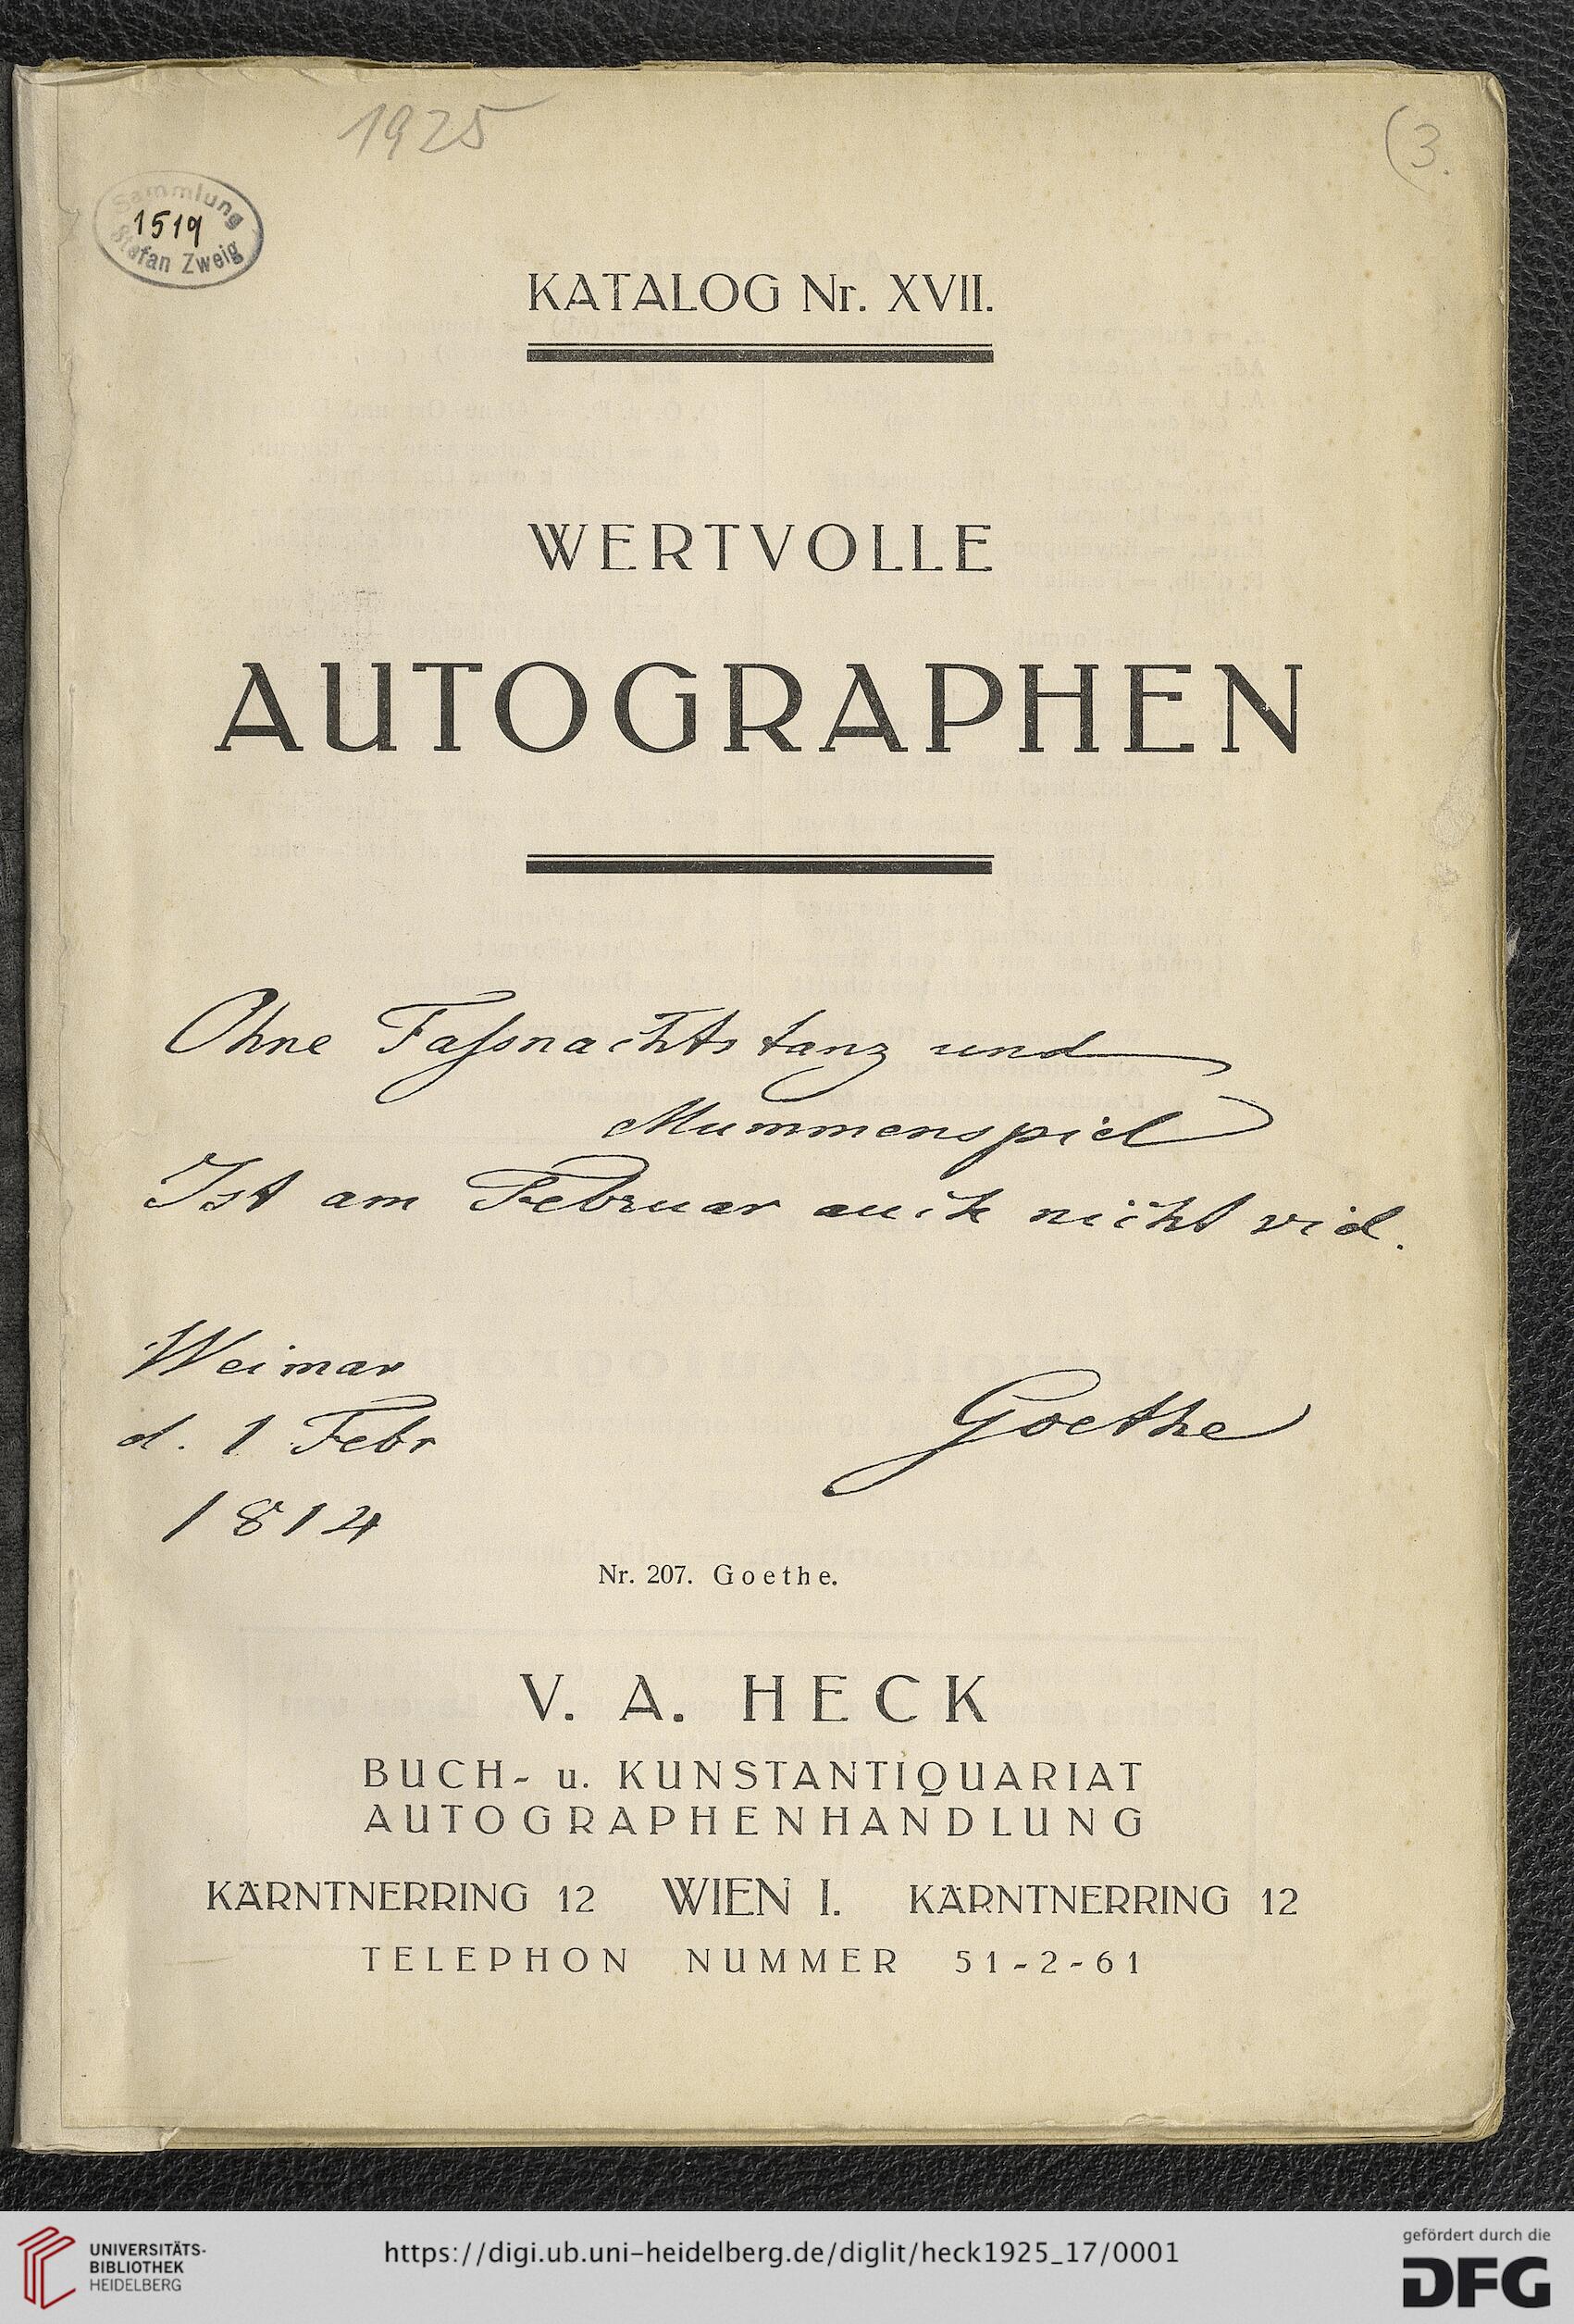 1925
(3.
Sammlung
1519
Stefan Zweig
KATALOG Nr. XVII.
WERTVOLLE
AUTOGRAPHEN
Ohne Faſsnachtstanz und
Mummenspiel
Ist am Februar auch nicht viel.
Weimar
d. 1 Febr
1814
Goethe
Nr. 207. Goethe.
V. A. HECK
BUCH- u. KUNSTANTIQUARIAT
AUTOGRAPHENHANDLUNG
KÄRNTNERRING 12 WIEN I. KÄRNTNERRING 12
TELEPHON NUMMER 51-2-61
UNIVERSITÄTS-
BIBLIOTHEK
HEIDELBERG
https://digi.ub.uni-heidelberg.de/diglit/heck1925_17/0001
gefördert durch die
DFG